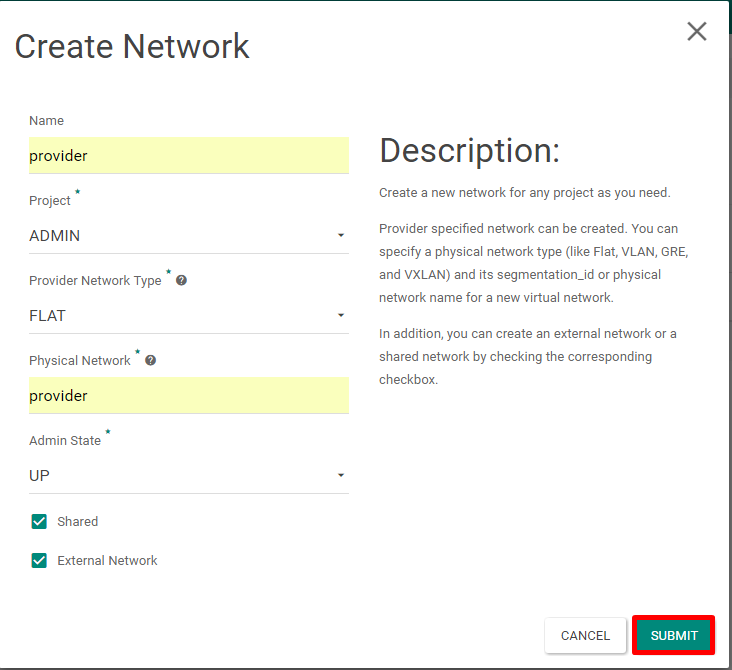 Create Network
Name
provider
Project *
ADMIN
Provider Network Type * ?
FLAT
Physical Network * ?
provider
Admin State *
UP
Shared
External Network
Description:
Create a new network for any project as you need.
Provider specified network can be created. You can
specify a physical network type (like Flat, VLAN, GRE,
and VXLAN) and its segmentation_id or physical
network name for a new virtual network.
In addition, you can create an external network or a
shared network by checking the corresponding
checkbox.
CANCEL
SUBMIT